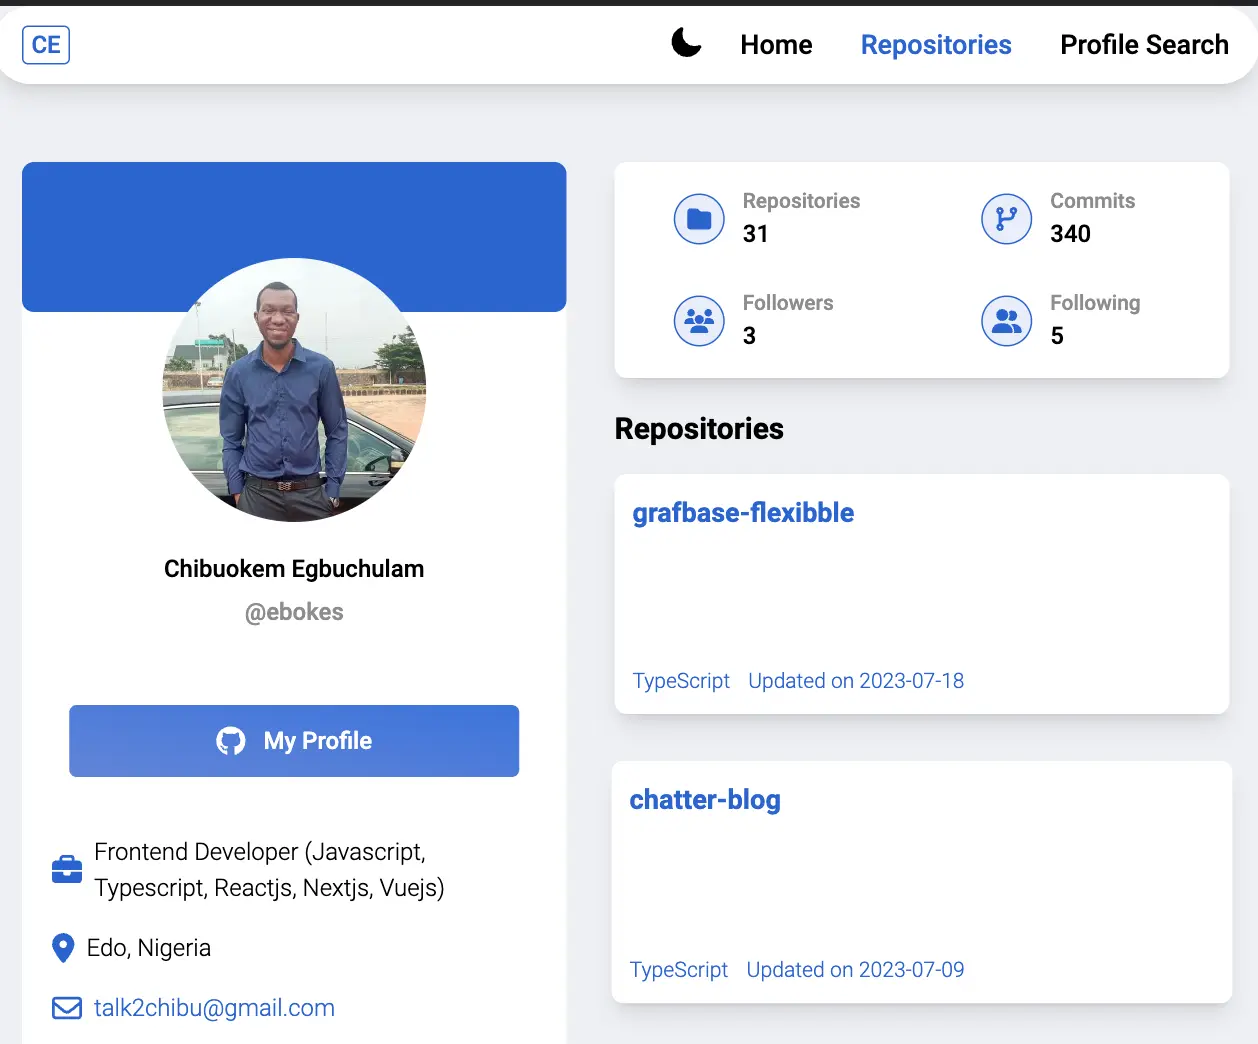 CE
Home
Repositories
Profile Search
Chibuokem Egbuchulam
@ebokes
My Profile
Frontend Developer (Javascript,
Typescript, Reactjs, Nextjs, Vuejs)
Edo, Nigeria
talk2chibu@gmail.com
Repositories
31
Commits
340
Followers
3
Following
5
Repositories
grafbase-flexibble
TypeScript Updated on 2023-07-18
chatter-blog
TypeScript Updated on 2023-07-09